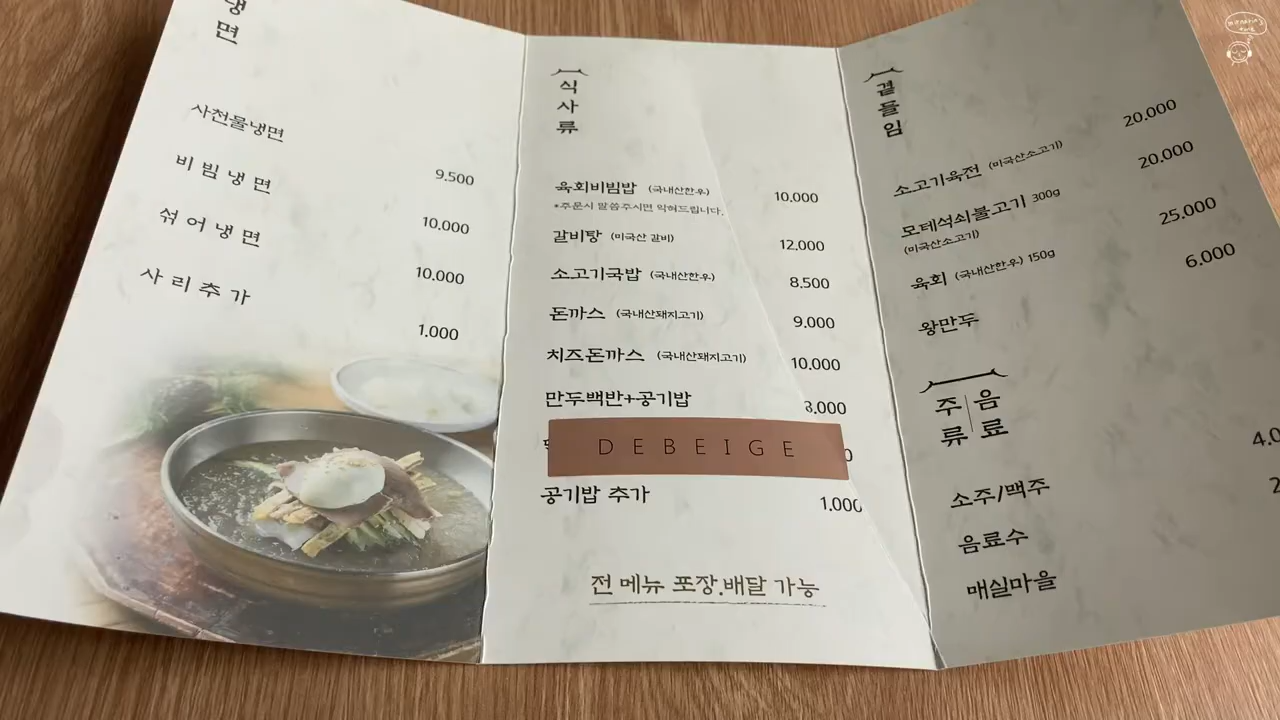 냉면
사천물냉면 9.500
비빔냉면 10.000
섞어냉면 10.000
사리추가 1.000
식사류
육회비빔밥 (국내산한우) 10.000
*주문시 말씀주시면 익혀드립니다.
갈비탕 (미국산 갈비) 12.000
소고기국밥 (국내산한우) 8.500
돈까스 (국내산돼지고기) 9.000
치즈돈까스 (국내산돼지고기) 10.000
만두백반+공기밥 8,000
DEBEIGE
공기밥 추가 1.000
전 메뉴 포장.배달 가능
곁들임
소고기육전 (미국산소고기) 20.000
모테석쇠불고기 300g 20.000
(미국산소고기)
육회 (국내산한우) 150g 25.000
왕만두 6.000
주류 음료
소주/맥주
음료수
매실마을